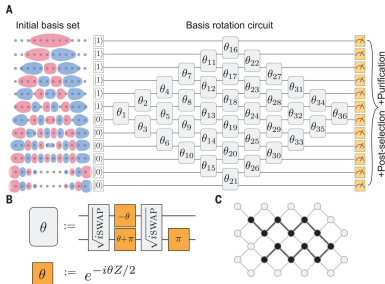 A
Initial basis set
Basis rotation circuit
|1⟩
|1⟩
|1⟩
|1⟩
|1⟩
|1⟩
|0⟩
|0⟩
|0⟩
|0⟩
|0⟩
|0⟩
θ16
θ11 θ22
θ7 θ17 θ27
θ4 θ12 θ23 θ31
θ2 θ8 θ18 θ28 θ34
θ1 θ5 θ13 θ24 θ32 θ36
θ3 θ9 θ19 θ29 θ35
θ6 θ14 θ25 θ33
θ10 θ20 θ30
θ15 θ26
θ21
+Post-selection +Purification
B
θ := √iSWAP −θ θ+π √iSWAP π
θ := e^{−iθZ/2}
C